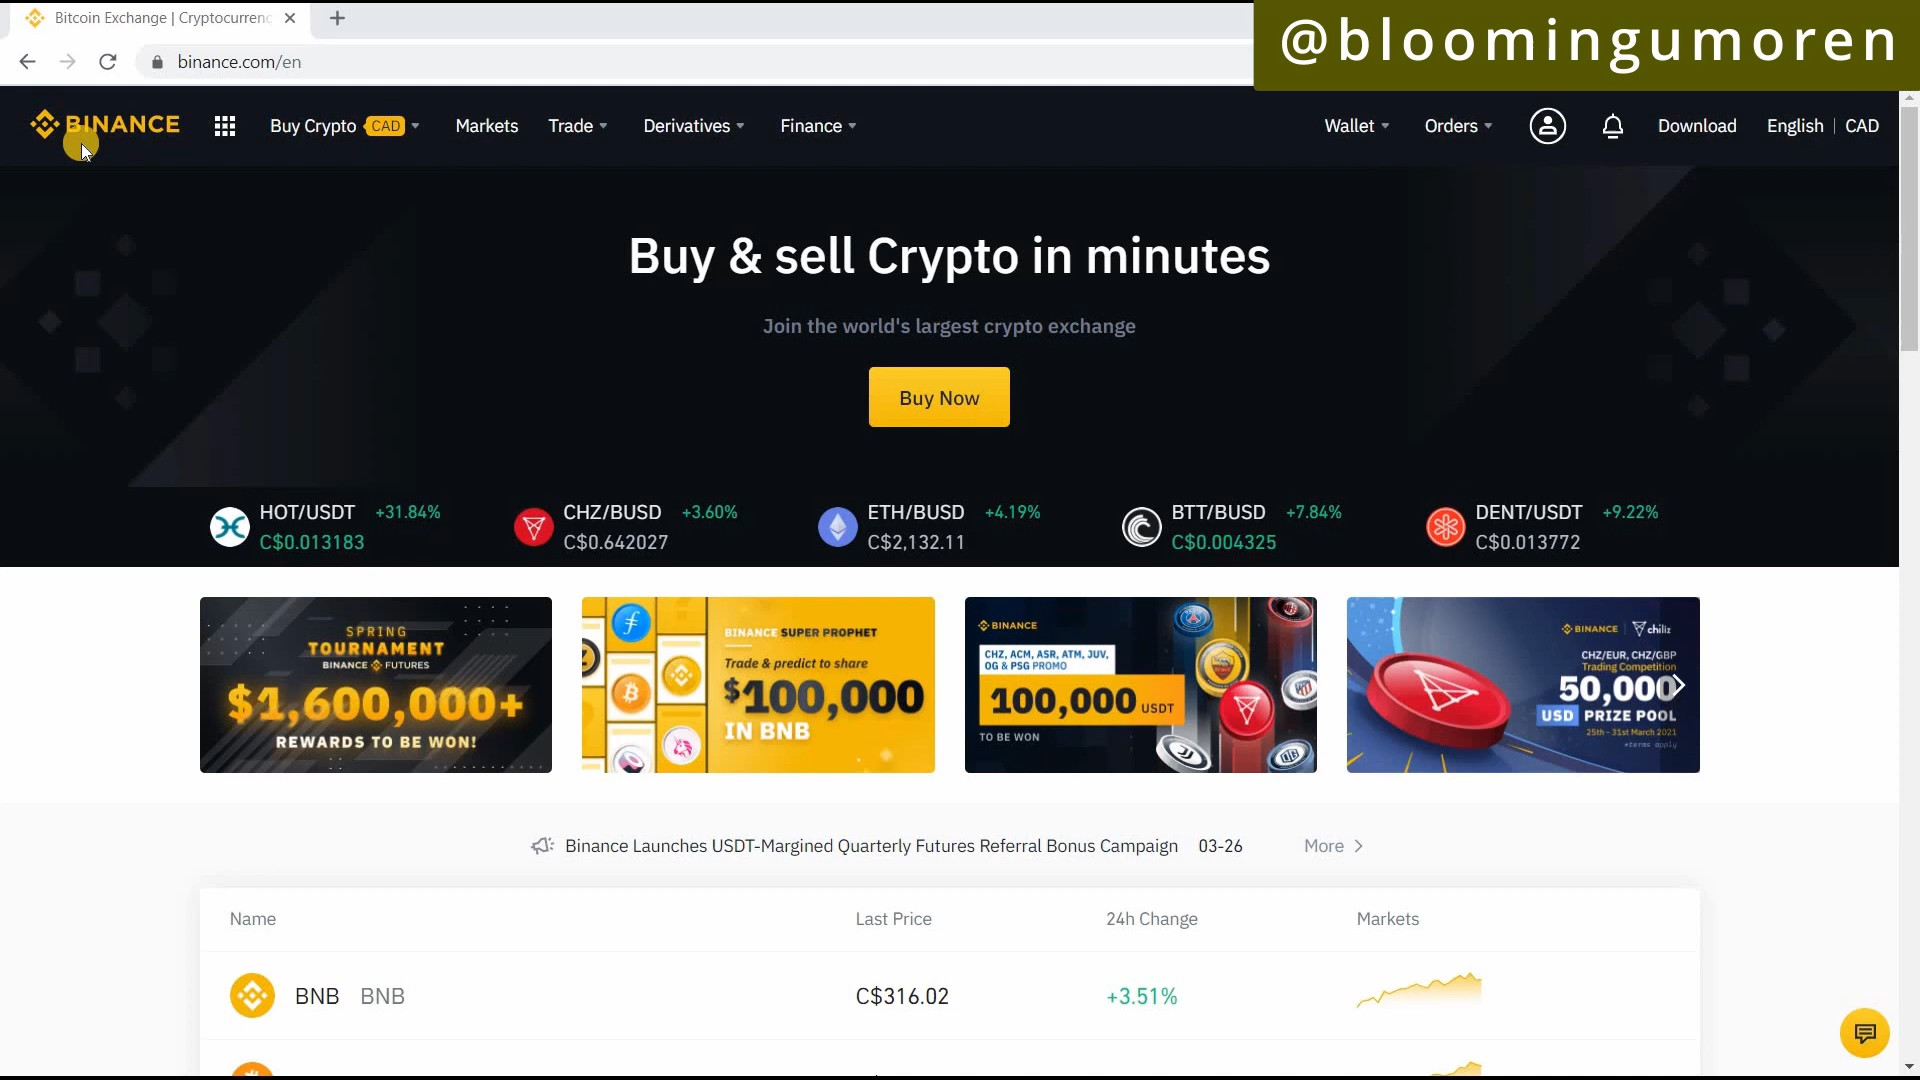 Bitcoin Exchange | Cryptocurrenc
@bloomingumoren
binance.com/en
BINANCE
Buy Crypto CAD
Markets
Trade
Derivatives
Finance
Wallet
Orders
Download
English | CAD
Buy & sell Crypto in minutes
Join the world's largest crypto exchange
Buy Now
HOT/USDT +31.84%
C$0.013183
CHZ/BUSD +3.60%
C$0.642027
ETH/BUSD +4.19%
C$2,132.11
BTT/BUSD +7.84%
C$0.004325
DENT/USDT +9.22%
C$0.013772
SPRING
TOURNAMENT
BINANCE FUTURES
$1,600,000+
REWARDS TO BE WON!
BINANCE SUPER PROPHET
Trade & predict to share
$100,000
IN BNB
BINANCE
CHZ, ACM, ASR, ATM, JUV,
OG & PSG PROMO
100,000 USDT
TO BE WON
BINANCE | chiliz
CHZ/EUR, CHZ/GBP
Trading Competition
50,000
USD PRIZE POOL
25th - 31st March 2021
*terms apply
Binance Launches USDT-Margined Quarterly Futures Referral Bonus Campaign 03-26
More
Name
Last Price
24h Change
Markets
BNB BNB
C$316.02
+3.51%